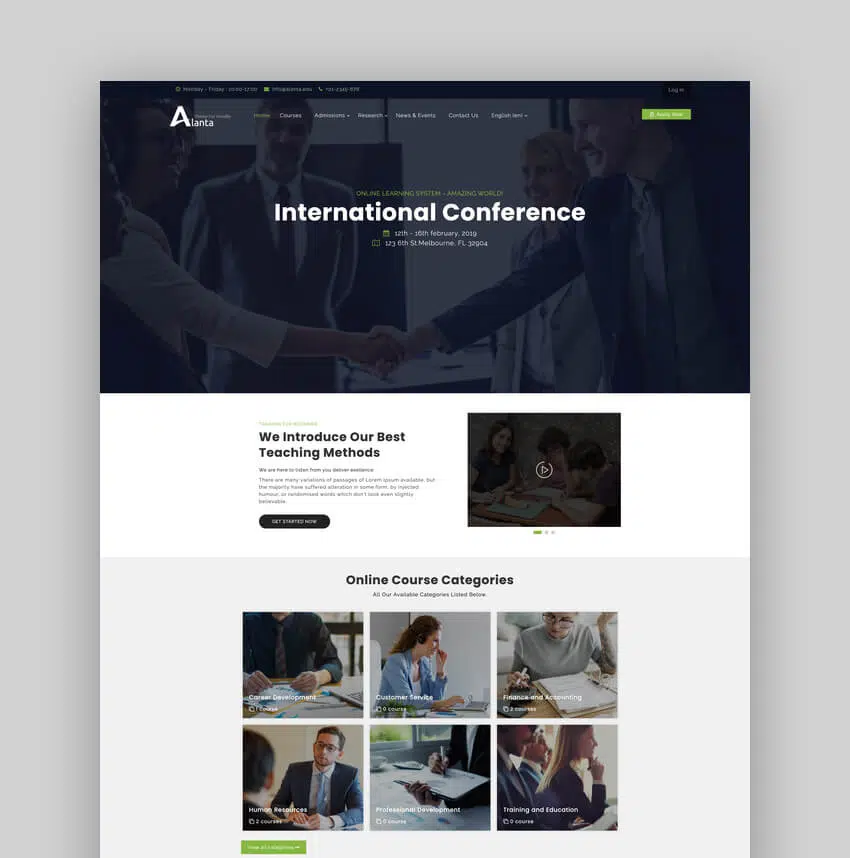 Monday - Friday : 10:00-17:00 info@alanta.edu +21-2345-678 Log in
Alanta
Home Courses Admissions Research News & Events Contact Us English (en)
Apply Now
ONLINE LEARNING SYSTEM - AMAZING WORLD!
International Conference
12th - 16th february, 2019
123 6th St.Melbourne, FL 32904
We Introduce Our Best
Teaching Methods
We are here to listen from you deliver exellence
There are many variations of passages of Lorem Ipsum available, but
the majority have suffered alteration in some form, by injected
humour, or randomised words which don't look even slightly
believable.
GET STARTED NOW
Online Course Categories
All Our Available Categories Listed Below.
Career Development
1 course
Customer Service
0 course
Finance and Accounting
2 courses
Human Resources
2 courses
Professional Development
0 course
Training and Education
0 course
View all categories